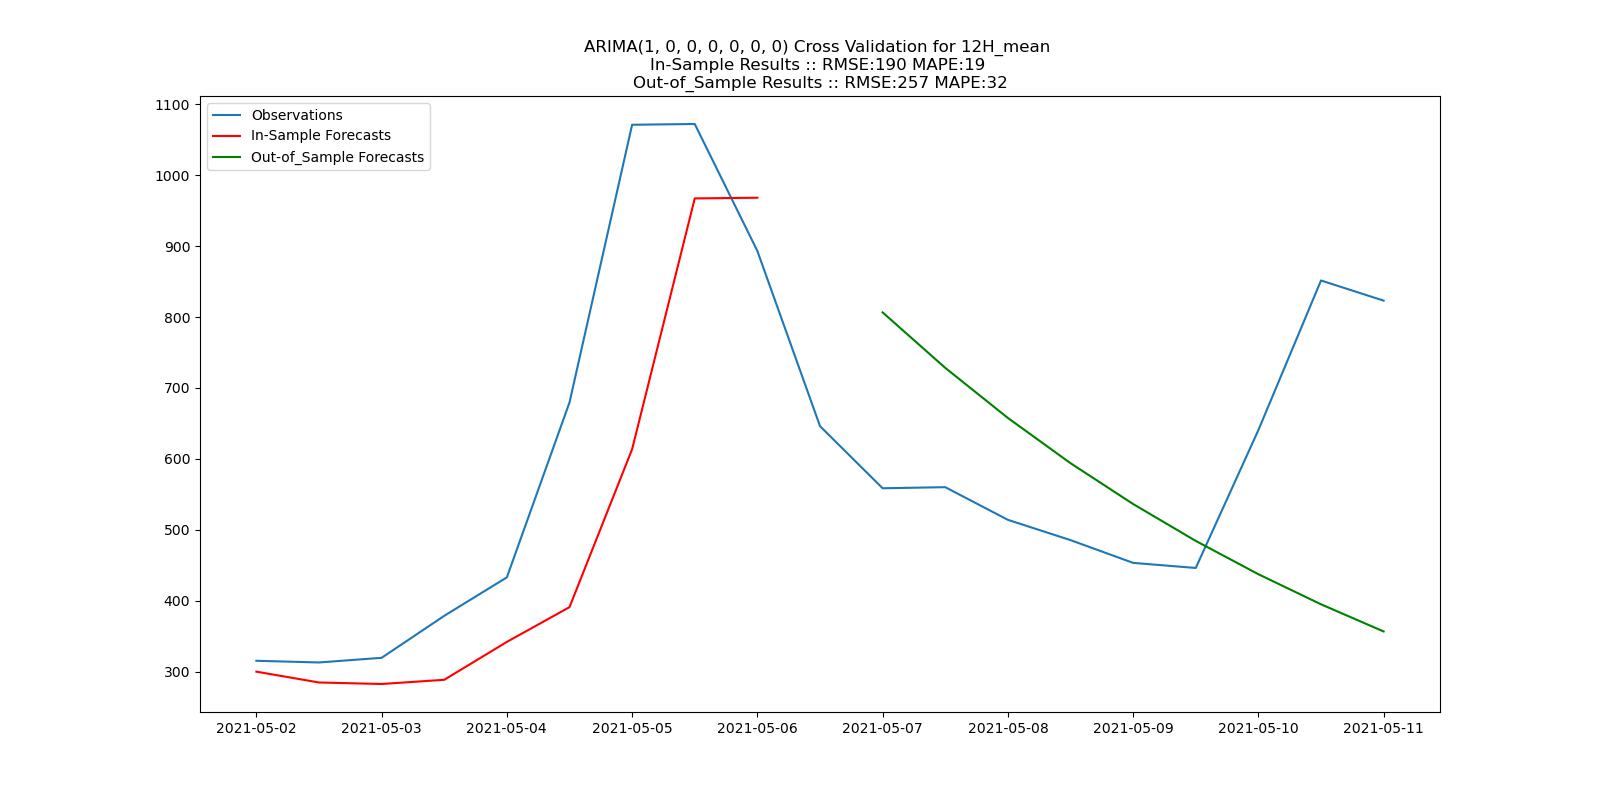 ARIMA(1, 0, 0, 0, 0, 0, 0) Cross Validation for 12H_mean
In-Sample Results :: RMSE:190 MAPE:19
Out-of_Sample Results :: RMSE:257 MAPE:32
Observations
In-Sample Forecasts
Out-of_Sample Forecasts
1100
1000
900
800
700
600
500
400
300
2021-05-02 2021-05-03 2021-05-04 2021-05-05 2021-05-06 2021-05-07 2021-05-08 2021-05-09 2021-05-10 2021-05-11